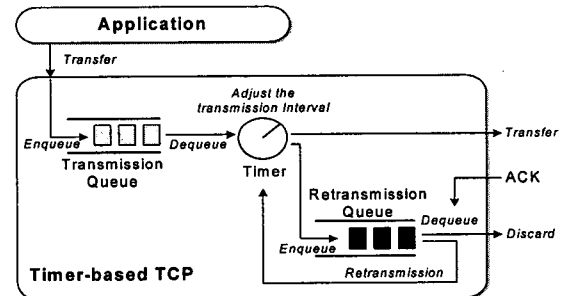 Application
Transfer
Adjust the
transmission Interval
Enqueue
Dequeue
Transfer
Transmission
Queue
Timer
ACK
Retransmission
Queue
Dequeue
Enqueue
Discard
Retransmission
Timer-based TCP